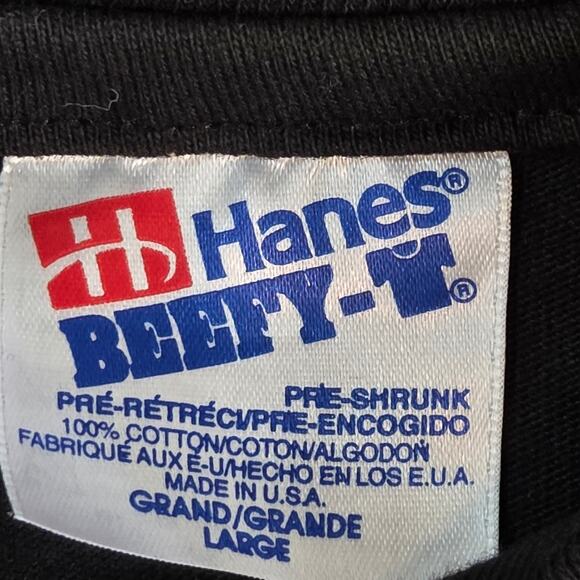 H Hanes®
BEEFY-T®
PRE-SHRUNK
PRÉ-RÉTRÉCI/PRE-ENCOGIDO
100% COTTON/COTON/ALGODON
FABRIQUÉ AUX É-U/HECHO EN LOS E.U.A.
MADE IN U.S.A.
GRAND/GRANDE
LARGE